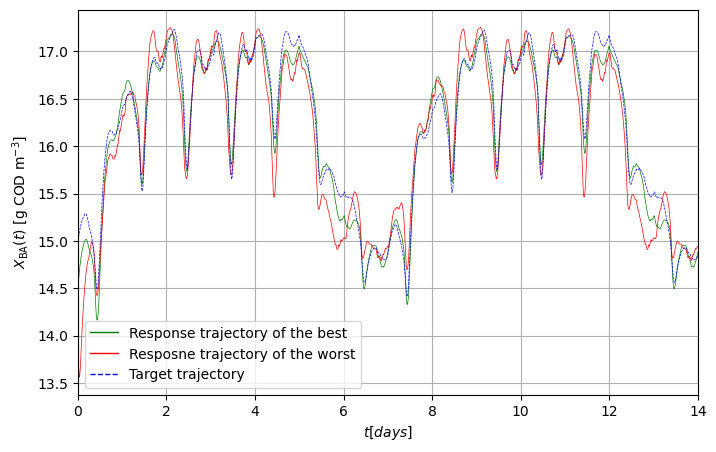 17.0
16.5
16.0
15.5
15.0
14.5
14.0
13.5
X_BA(t) [g COD m⁻³]
Response trajectory of the best
Resposne trajectory of the worst
Target trajectory
0 2 4 6 8 10 12 14
t[days]